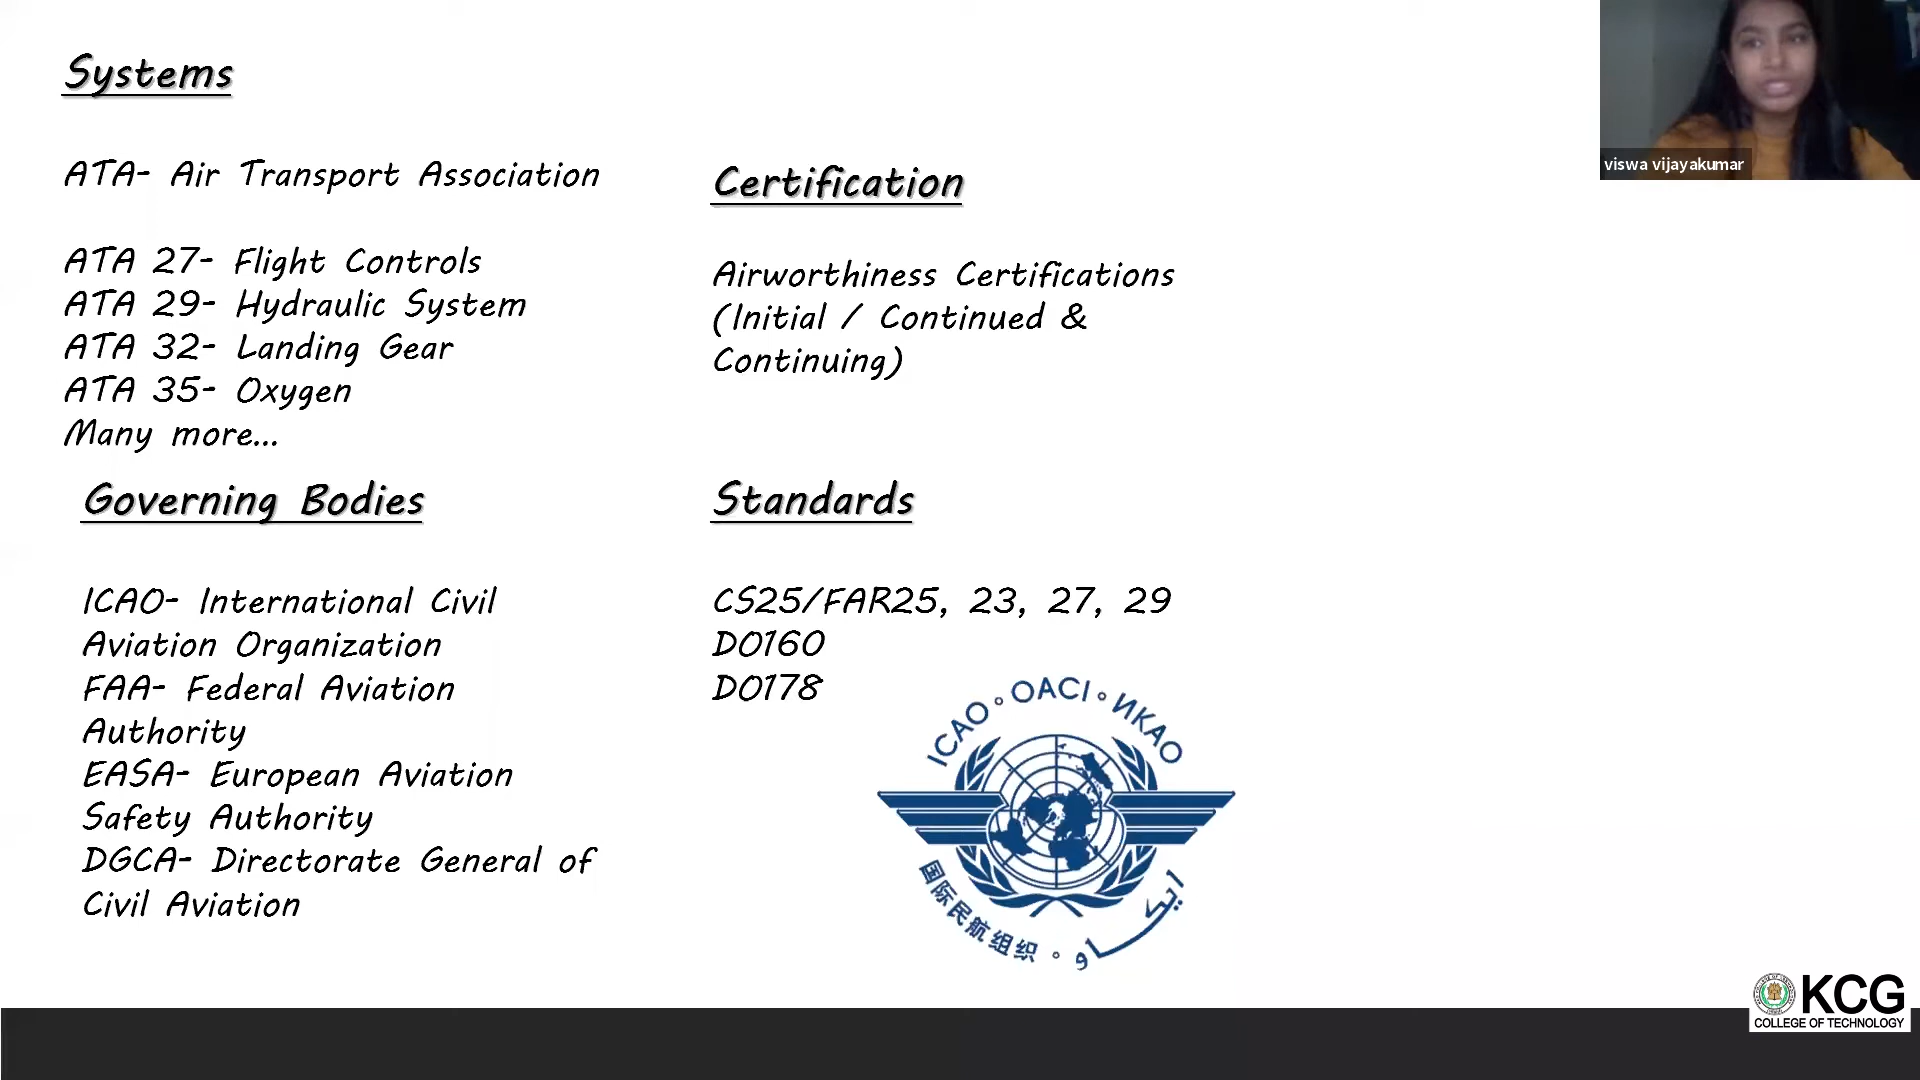 Systems
ATA- Air Transport Association
ATA 27- Flight Controls
ATA 29- Hydraulic System
ATA 32- Landing Gear
ATA 35- Oxygen
Many more...
Certification
Airworthiness Certifications
(Initial / Continued &
Continuing)
Governing Bodies
ICAO- International Civil
Aviation Organization
FAA- Federal Aviation
Authority
EASA- European Aviation
Safety Authority
DGCA- Directorate General of
Civil Aviation
Standards
CS25/FAR25, 23, 27, 29
DO160
DO178
ICAO ◦ OACI ◦ ИКАО
国际民航组织 ◦ ايكاو
viswa vijayakumar
KCG
COLLEGE OF TECHNOLOGY